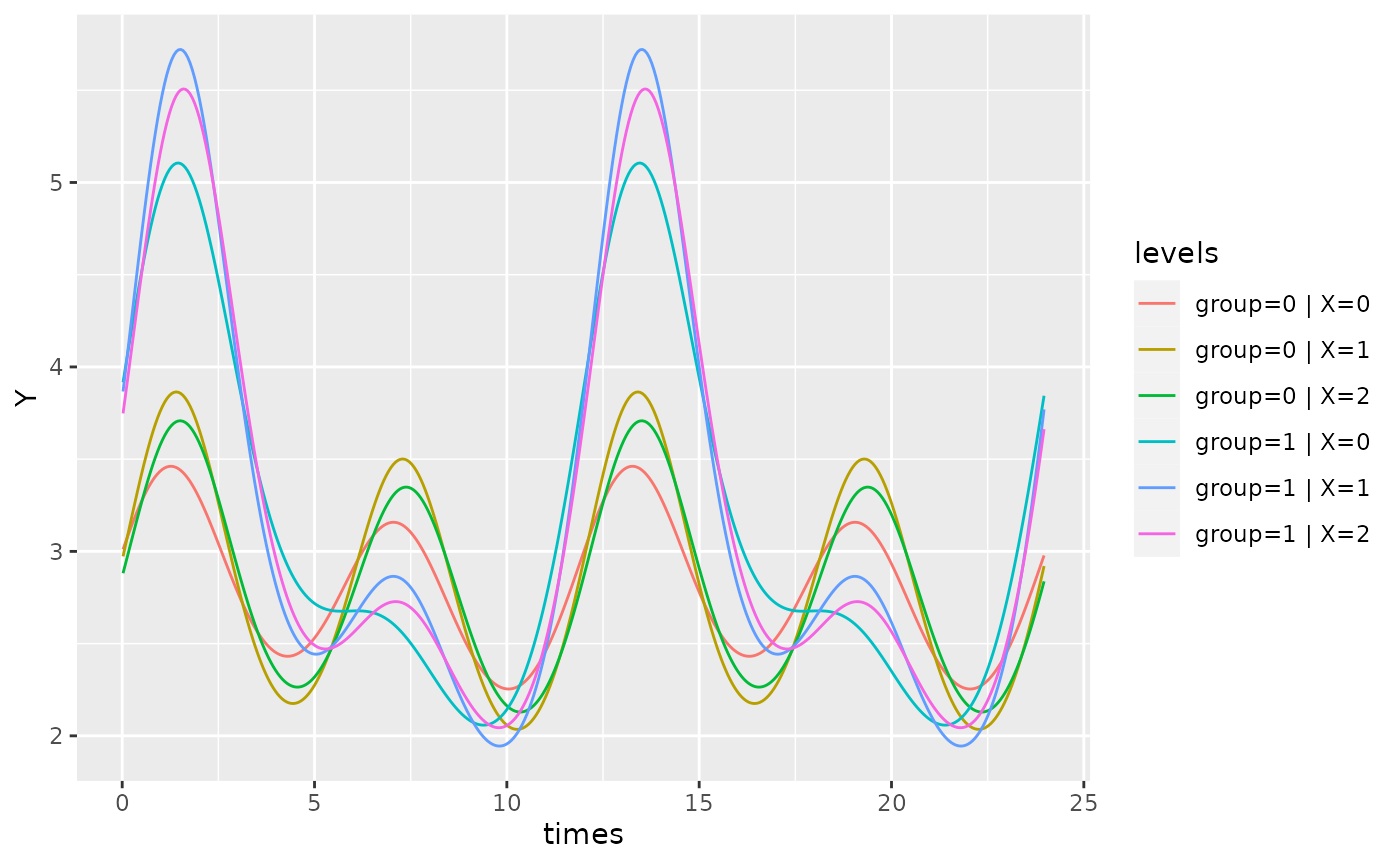 Y
5
4
3
2
0 5 10 15 20 25
times
levels
group=0 | X=0
group=0 | X=1
group=0 | X=2
group=1 | X=0
group=1 | X=1
group=1 | X=2